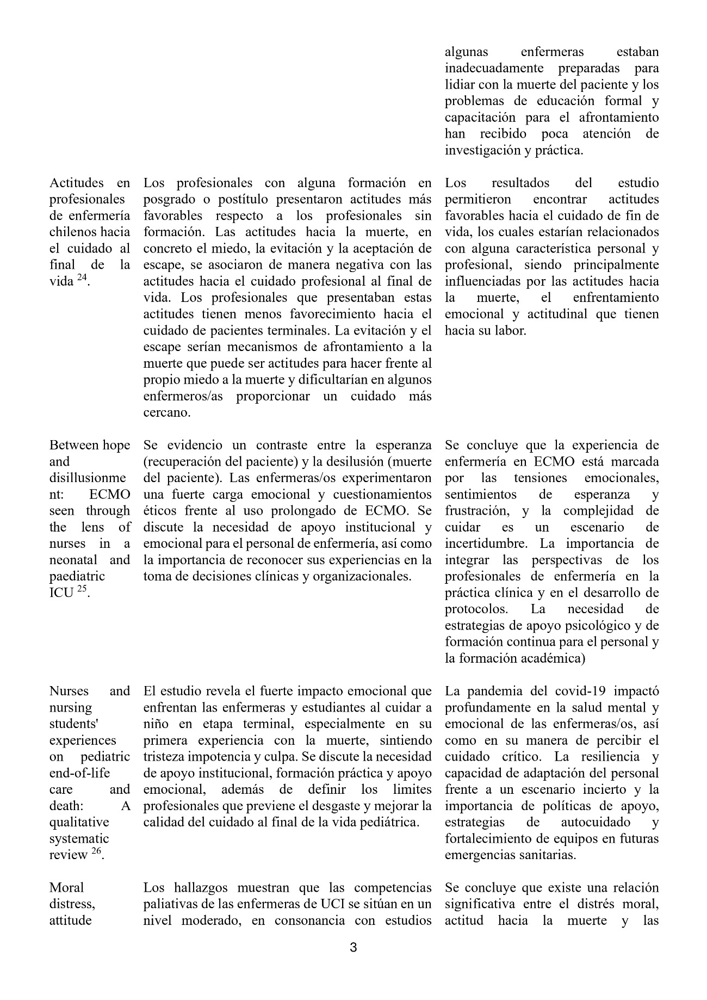 algunas enfermeras estaban
inadecuadamente preparadas para
lidiar con la muerte del paciente y los
problemas de educación formal y
capacitación para el afrontamiento
han recibido poca atención de
investigación y práctica.
Actitudes en
profesionales
de enfermería
chilenos hacia
el cuidado al
final de la
vida 24.
Los profesionales con alguna formación en
posgrado o postítulo presentaron actitudes más
favorables respecto a los profesionales sin
formación. Las actitudes hacia la muerte, en
concreto el miedo, la evitación y la aceptación de
escape, se asociaron de manera negativa con las
actitudes hacia el cuidado profesional al final de
vida. Los profesionales que presentaban estas
actitudes tienen menos favorecimiento hacia el
cuidado de pacientes terminales. La evitación y el
escape serían mecanismos de afrontamiento a la
muerte que puede ser actitudes para hacer frente al
propio miedo a la muerte y dificultarían en algunos
enfermeros/as proporcionar un cuidado más
cercano.
Los resultados del estudio
permitieron encontrar actitudes
favorables hacia el cuidado de fin de
vida, los cuales estarían relacionados
con alguna característica personal y
profesional, siendo principalmente
influenciadas por las actitudes hacia
la muerte, el enfrentamiento
emocional y actitudinal que tienen
hacia su labor.
Between hope
and
disillusionme
nt: ECMO
seen through
the lens of
nurses in a
neonatal and
paediatric
ICU 25.
Se evidencio un contraste entre la esperanza
(recuperación del paciente) y la desilusión (muerte
del paciente). Las enfermeras/os experimentaron
una fuerte carga emocional y cuestionamientos
éticos frente al uso prolongado de ECMO. Se
discute la necesidad de apoyo institucional y
emocional para el personal de enfermería, así como
la importancia de reconocer sus experiencias en la
toma de decisiones clínicas y organizacionales.
Se concluye que la experiencia de
enfermería en ECMO está marcada
por las tensiones emocionales,
sentimientos de esperanza y
frustración, y la complejidad de
cuidar es un escenario de
incertidumbre. La importancia de
integrar las perspectivas de los
profesionales de enfermería en la
práctica clínica y en el desarrollo de
protocolos. La necesidad de
estrategias de apoyo psicológico y de
formación continua para el personal y
la formación académica)
Nurses and
nursing
students'
experiences
on pediatric
end-of-life
care and
death: A
qualitative
systematic
review 26.
El estudio revela el fuerte impacto emocional que
enfrentan las enfermeras y estudiantes al cuidar a
niño en etapa terminal, especialmente en su
primera experiencia con la muerte, sintiendo
tristeza impotencia y culpa. Se discute la necesidad
de apoyo institucional, formación práctica y apoyo
emocional, además de definir los limites
profesionales que previene el desgaste y mejorar la
calidad del cuidado al final de la vida pediátrica.
La pandemia del covid-19 impactó
profundamente en la salud mental y
emocional de las enfermeras/os, así
como en su manera de percibir el
cuidado crítico. La resiliencia y
capacidad de adaptación del personal
frente a un escenario incierto y la
importancia de políticas de apoyo,
estrategias de autocuidado y
fortalecimiento de equipos en futuras
emergencias sanitarias.
Moral
distress,
attitude
Los hallazgos muestran que las competencias
paliativas de las enfermeras de UCI se sitúan en un
nivel moderado, en consonancia con estudios
Se concluye que existe una relación
significativa entre el distrés moral,
actitud hacia la muerte y las
3